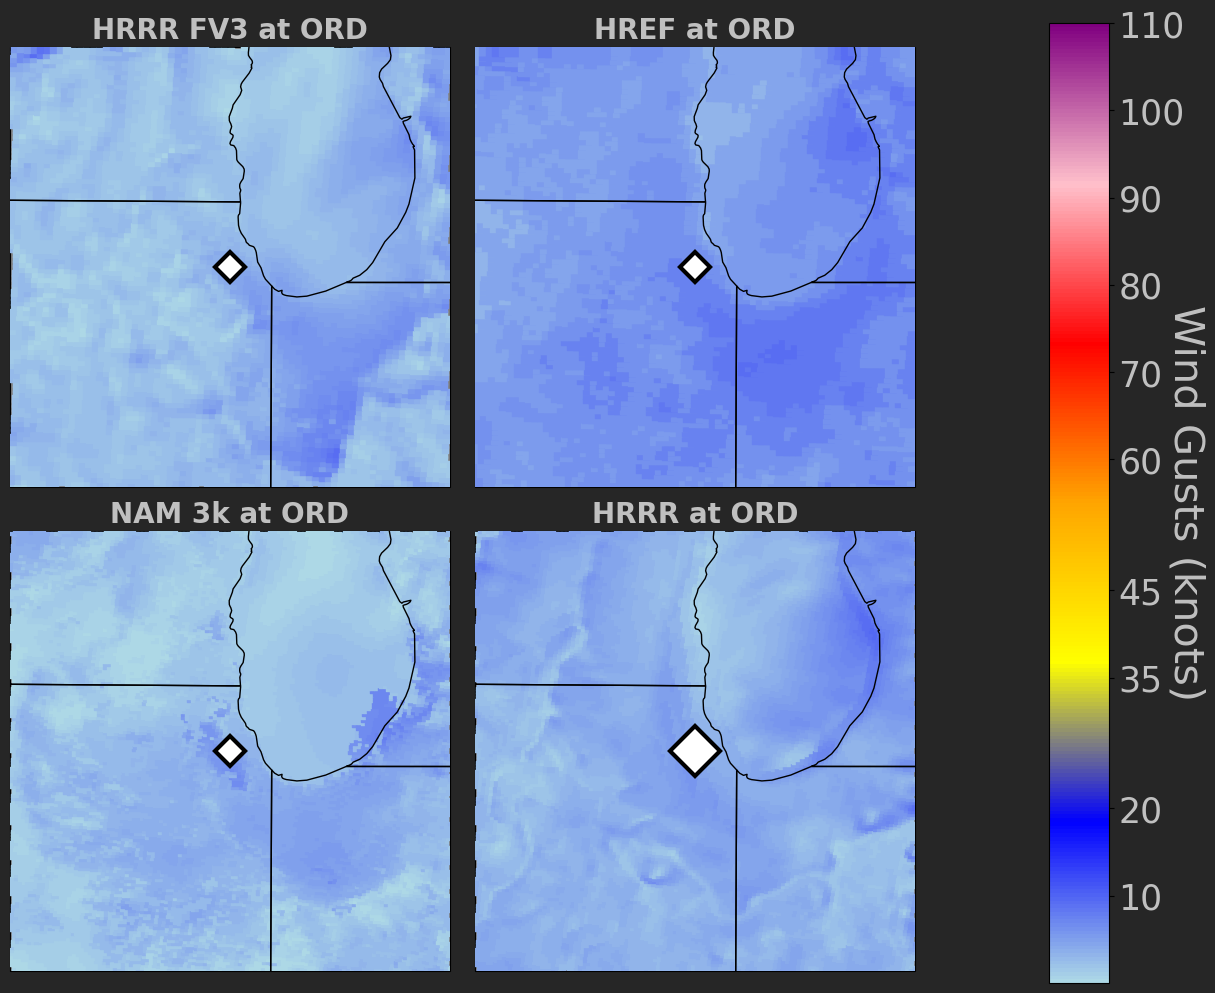 HRRR FV3 at ORD
HREF at ORD
NAM 3k at ORD
HRRR at ORD
110
100
90
80
70
60
45
35
20
10
Wind Gusts (knots)